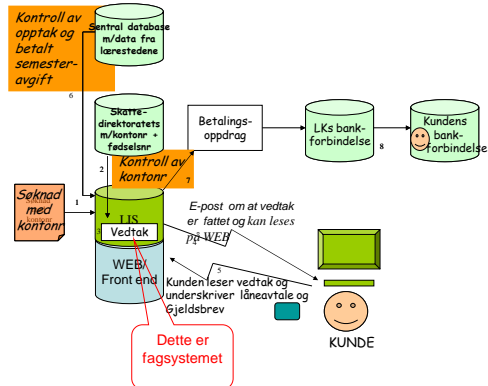 Kontroll av
opptak og
betalt
semester-
avgift
6
Sentral database
m/data fra
lærestedene
Skatte-
direktoratets
m/kontonr +
fødselsnr
2
Kontroll av
kontonr
7
Betalings-
oppdrag
LKs bank-
forbindelse
8
Kundens
bank-
forbindelse
Søknad
med
kontonr
1
LIS
3
Vedtak
4
E-post om at vedtak
er fattet og kan leses
på WEB
WEB/
Front end
5
Kunden leser vedtak og
underskriver låneavtale og
Gjeldsbrev
Dette er
fagsystemet
KUNDE